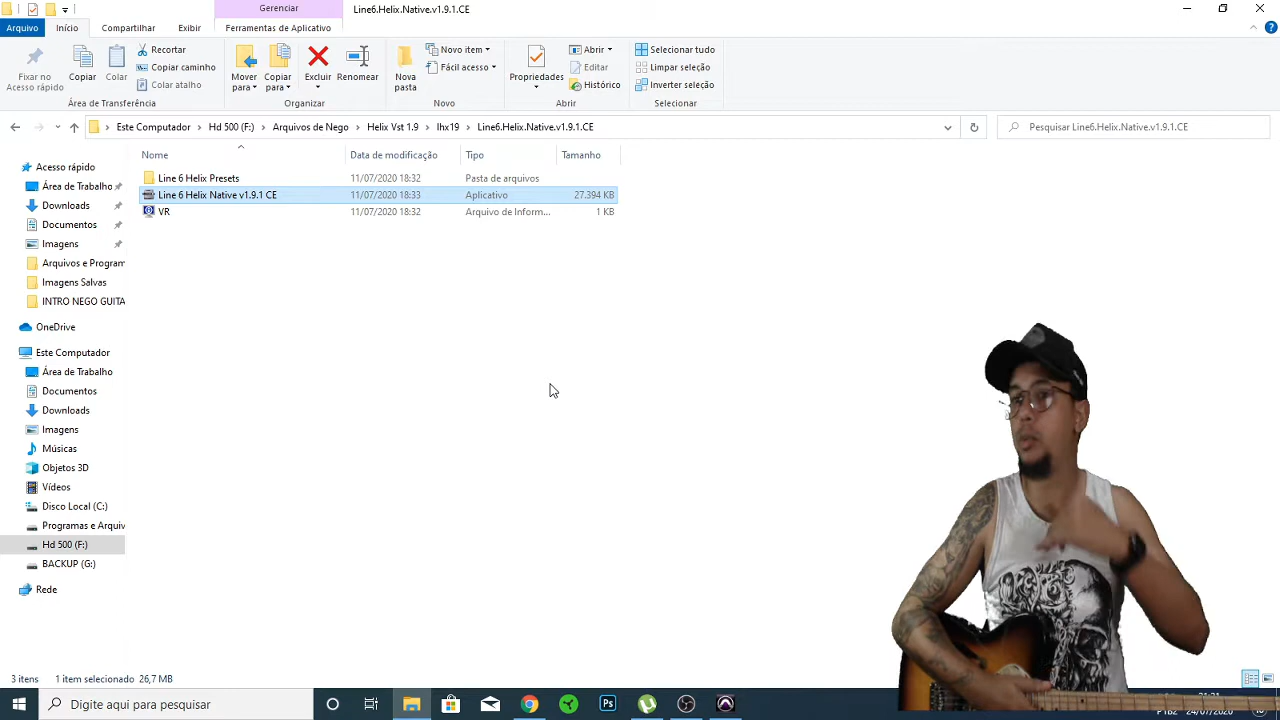 Gerenciar
Line6.Helix.Native.v1.9.1.CE
Arquivo
Início
Compartilhar
Exibir
Ferramentas de Aplicativo
Fixar no
Acesso rápido
Copiar
Colar
Recortar
Copiar caminho
Colar atalho
Área de Transferência
Mover
para
Copiar
para
Excluir
Renomear
Organizar
Nova
pasta
Novo item
Fácil acesso
Novo
Propriedades
Abrir
Editar
Histórico
Abrir
Selecionar tudo
Limpar seleção
Inverter seleção
Selecionar
Este Computador > Hd 500 (F:) > Arquivos de Nego > Helix Vst 1.9 > lhx19 > Line6.Helix.Native.v1.9.1.CE
Pesquisar Line6.Helix.Native.v1.9.1.CE
Nome
Data de modificação
Tipo
Tamanho
Line 6 Helix Presets 11/07/2020 18:32 Pasta de arquivos
Line 6 Helix Native v1.9.1 CE 11/07/2020 18:33 Aplicativo 27.394 KB
VR 11/07/2020 18:32 Arquivo de Inform... 1 KB
Acesso rápido
Área de Trabalho
Downloads
Documentos
Imagens
Arquivos e Program
Imagens Salvas
INTRO NEGO GUITA
OneDrive
Este Computador
Área de Trabalho
Documentos
Downloads
Imagens
Músicas
Objetos 3D
Vídeos
Disco Local (C:)
Programas e Arquiv
Hd 500 (F:)
BACKUP (G:)
Rede
3 itens
1 item selecionado 26,7 MB
Digite aqui para pesquisar
Ps
PTB2
24/07/2020